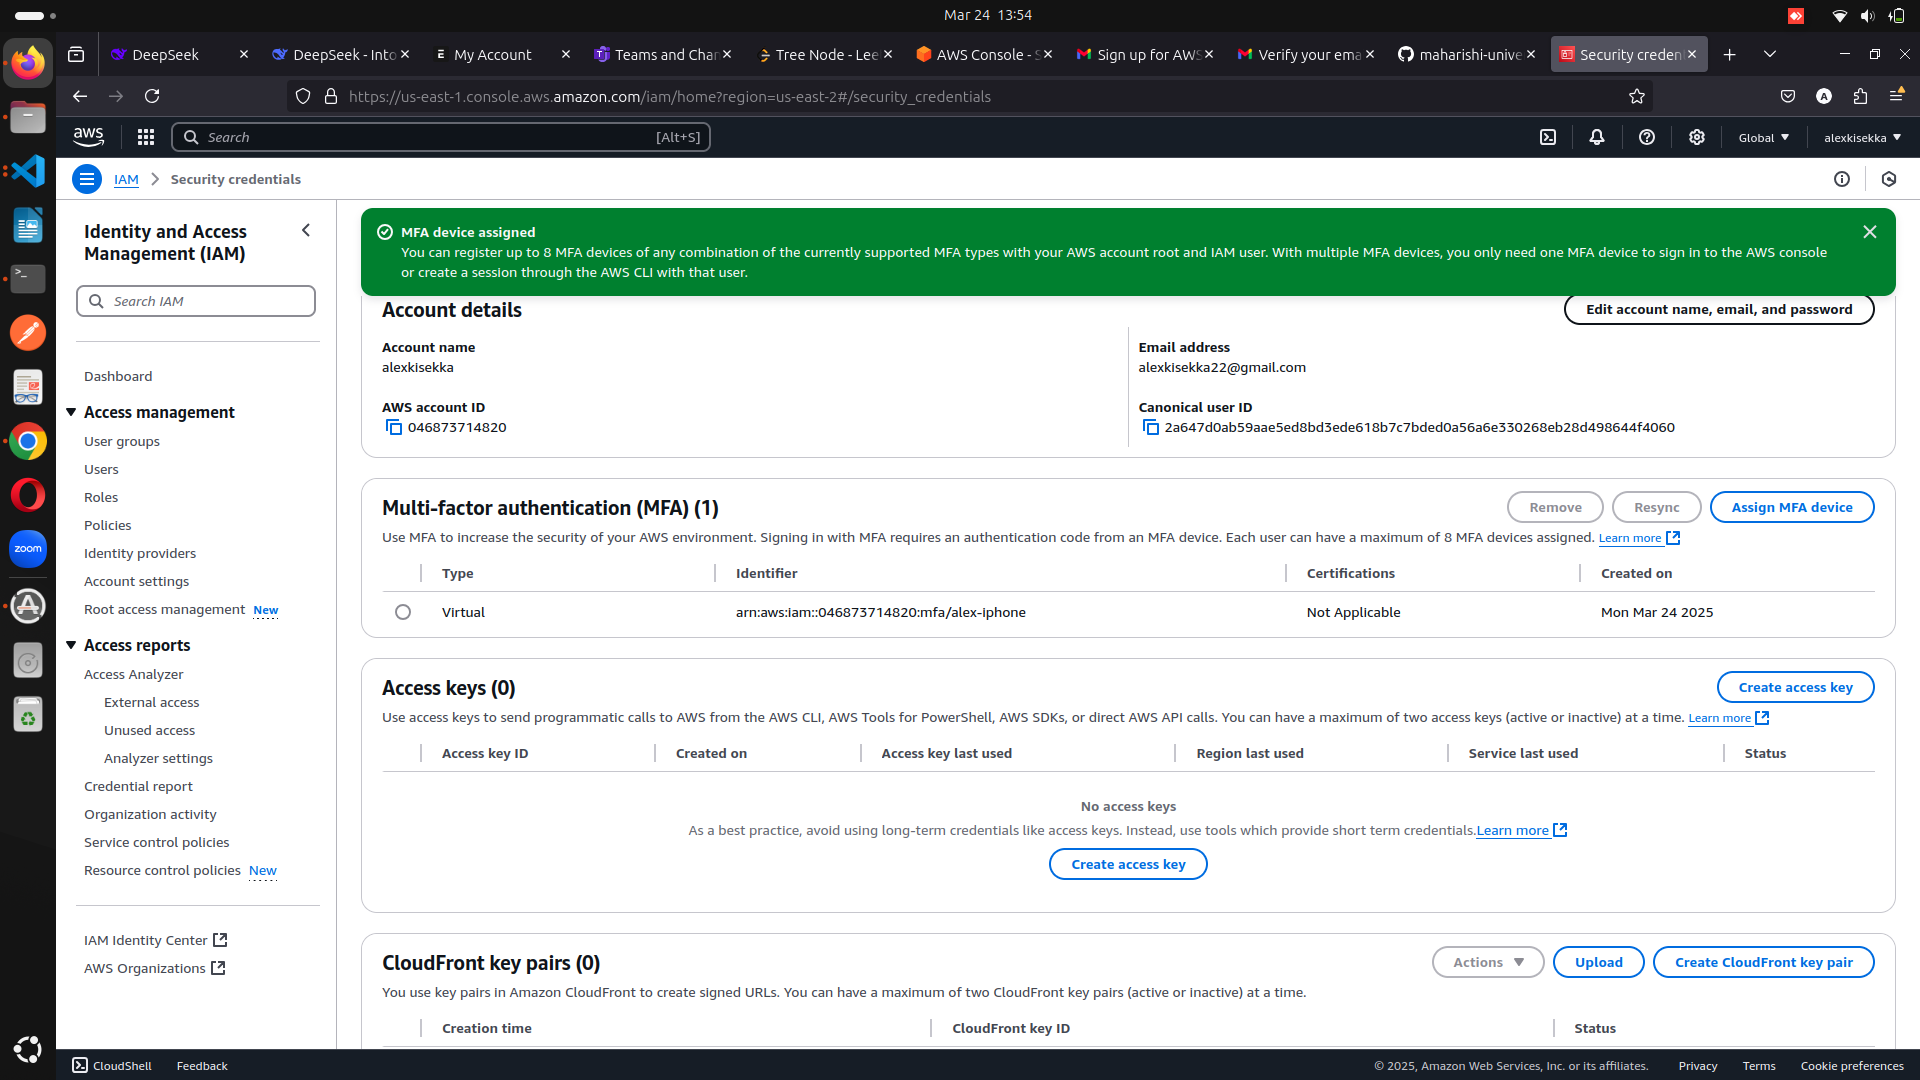 Mar 24 13:54
DeepSeek
DeepSeek - Into
My Account
Teams and Chan
Tree Node - Lee
AWS Console - S
Sign up for AWS
Verify your ema
maharishi-unive
Security creden
https://us-east-1.console.aws.amazon.com/iam/home?region=us-east-2#/security_credentials
aws
Search
[Alt+S]
Global
alexkisekka
IAM
Security credentials
Identity and Access
Management (IAM)
Search IAM
Dashboard
Access management
User groups
Users
Roles
Policies
Identity providers
Account settings
Root access management New
Access reports
Access Analyzer
External access
Unused access
Analyzer settings
Credential report
Organization activity
Service control policies
Resource control policies New
IAM Identity Center
AWS Organizations
MFA device assigned
You can register up to 8 MFA devices of any combination of the currently supported MFA types with your AWS account root and IAM user. With multiple MFA devices, you only need one MFA device to sign in to the AWS console
or create a session through the AWS CLI with that user.
Account details
Edit account name, email, and password
Account name
alexkisekka
Email address
alexkisekka22@gmail.com
AWS account ID
046873714820
Canonical user ID
2a647d0ab59aae5ed8bd3ede618b7c7bded0a56a6e330268eb28d498644f4060
Multi-factor authentication (MFA) (1)
Remove
Resync
Assign MFA device
Use MFA to increase the security of your AWS environment. Signing in with MFA requires an authentication code from an MFA device. Each user can have a maximum of 8 MFA devices assigned. Learn more
Type
Identifier
Certifications
Created on
Virtual
arn:aws:iam::046873714820:mfa/alex-iphone
Not Applicable
Mon Mar 24 2025
Access keys (0)
Create access key
Use access keys to send programmatic calls to AWS from the AWS CLI, AWS Tools for PowerShell, AWS SDKs, or direct AWS API calls. You can have a maximum of two access keys (active or inactive) at a time. Learn more
Access key ID
Created on
Access key last used
Region last used
Service last used
Status
No access keys
As a best practice, avoid using long-term credentials like access keys. Instead, use tools which provide short term credentials.Learn more
Create access key
CloudFront key pairs (0)
Actions
Upload
Create CloudFront key pair
You use key pairs in Amazon CloudFront to create signed URLs. You can have a maximum of two CloudFront key pairs (active or inactive) at a time.
Creation time
CloudFront key ID
Status
zoom
CloudShell
Feedback
© 2025, Amazon Web Services, Inc. or its affiliates.
Privacy
Terms
Cookie preferences